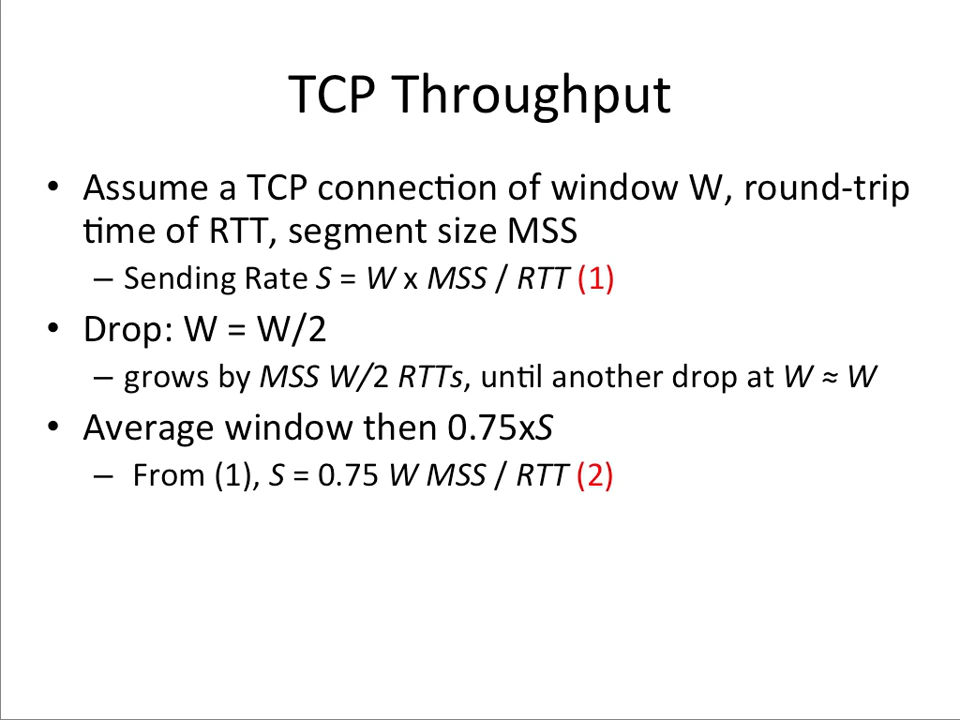 TCP Throughput
• Assume a TCP connection of window W, round-trip
time of RTT, segment size MSS
– Sending Rate S = W x MSS / RTT (1)
• Drop: W = W/2
– grows by MSS W/2 RTTs, until another drop at W ≈ W
• Average window then 0.75xS
– From (1), S = 0.75 W MSS / RTT (2)